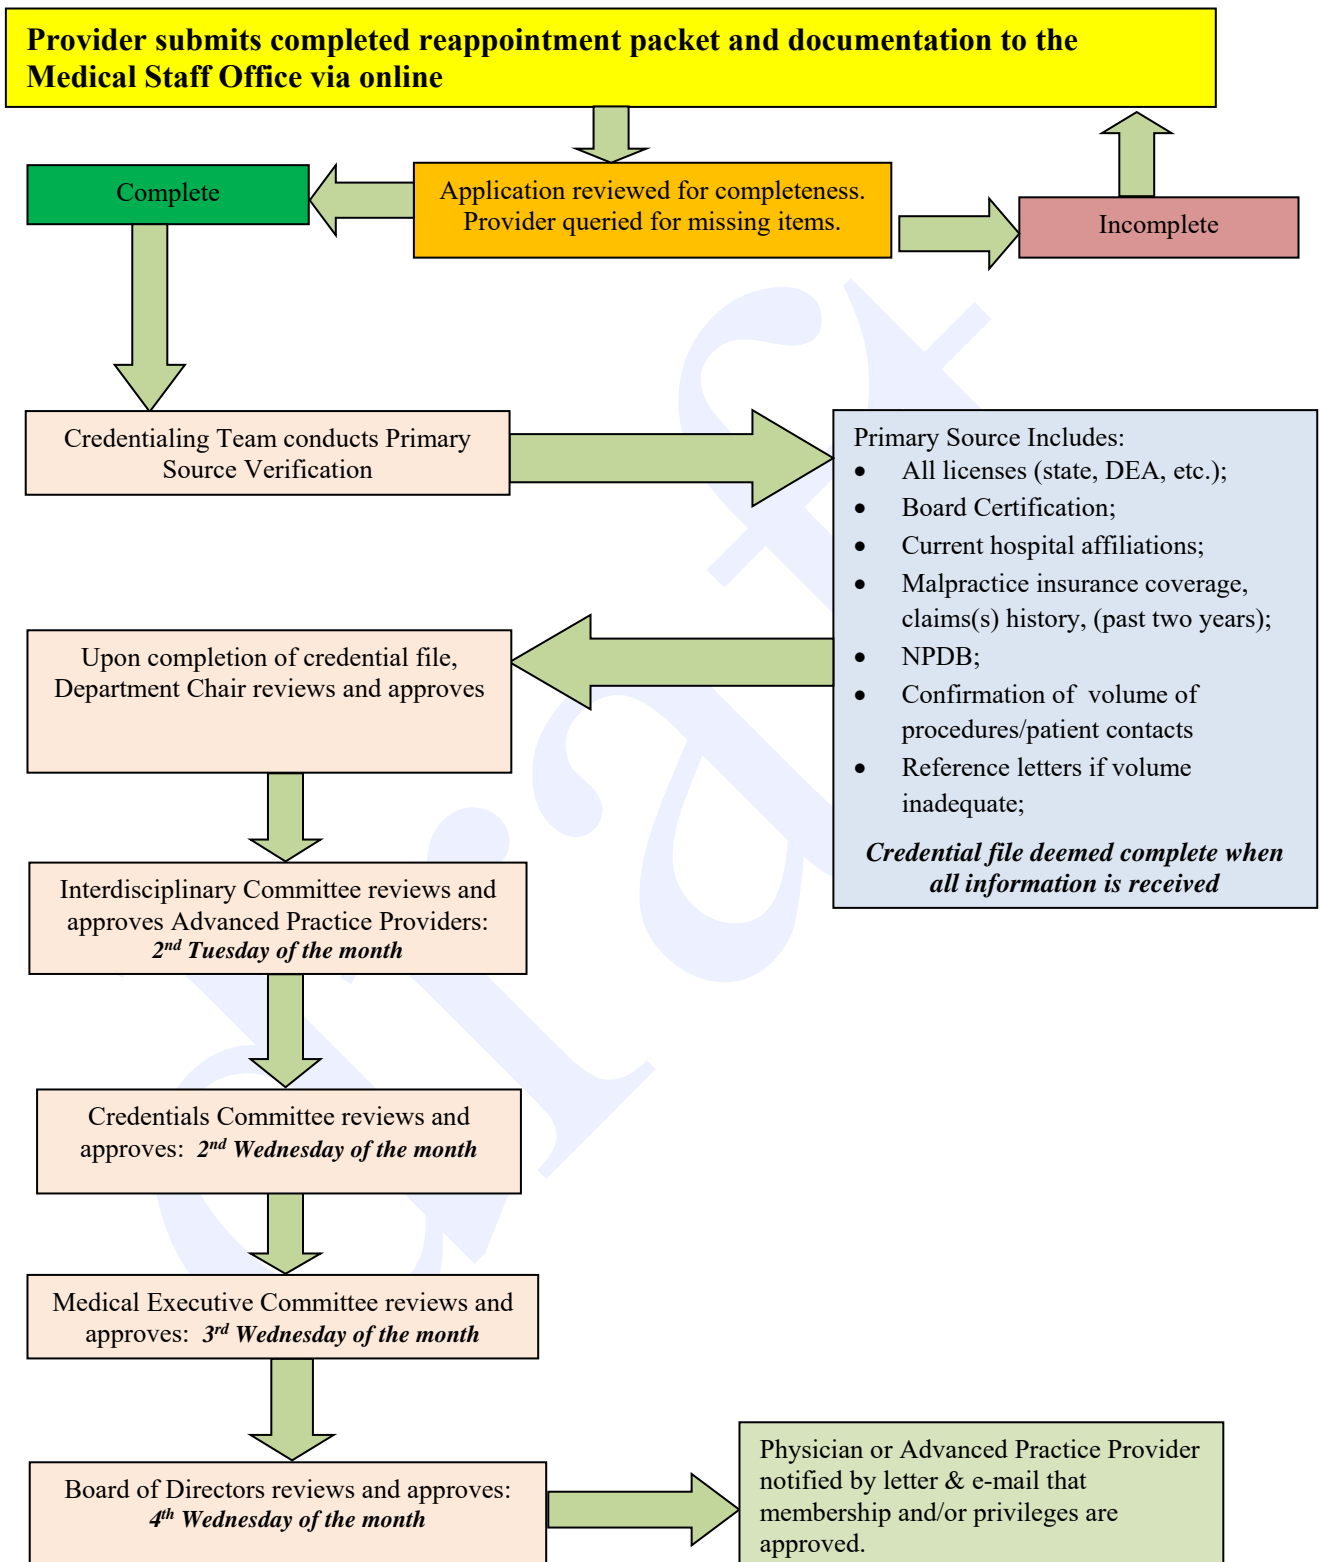 Provider submits completed reappointment packet and documentation to the
Medical Staff Office via online
Complete
Application reviewed for completeness.
Provider queried for missing items.
Incomplete
Credentialing Team conducts Primary
Source Verification
Primary Source Includes:
• All licenses (state, DEA, etc.);
• Board Certification;
• Current hospital affiliations;
• Malpractice insurance coverage,
claims(s) history, (past two years);
• NPDB;
• Confirmation of volume of
procedures/patient contacts
• Reference letters if volume
inadequate;
Credential file deemed complete when
all information is received
Upon completion of credential file,
Department Chair reviews and approves
Interdisciplinary Committee reviews and
approves Advanced Practice Providers:
2nd Tuesday of the month
Credentials Committee reviews and
approves: 2nd Wednesday of the month
Medical Executive Committee reviews and
approves: 3rd Wednesday of the month
Board of Directors reviews and approves:
4th Wednesday of the month
Physician or Advanced Practice Provider
notified by letter & e-mail that
membership and/or privileges are
approved.
draft